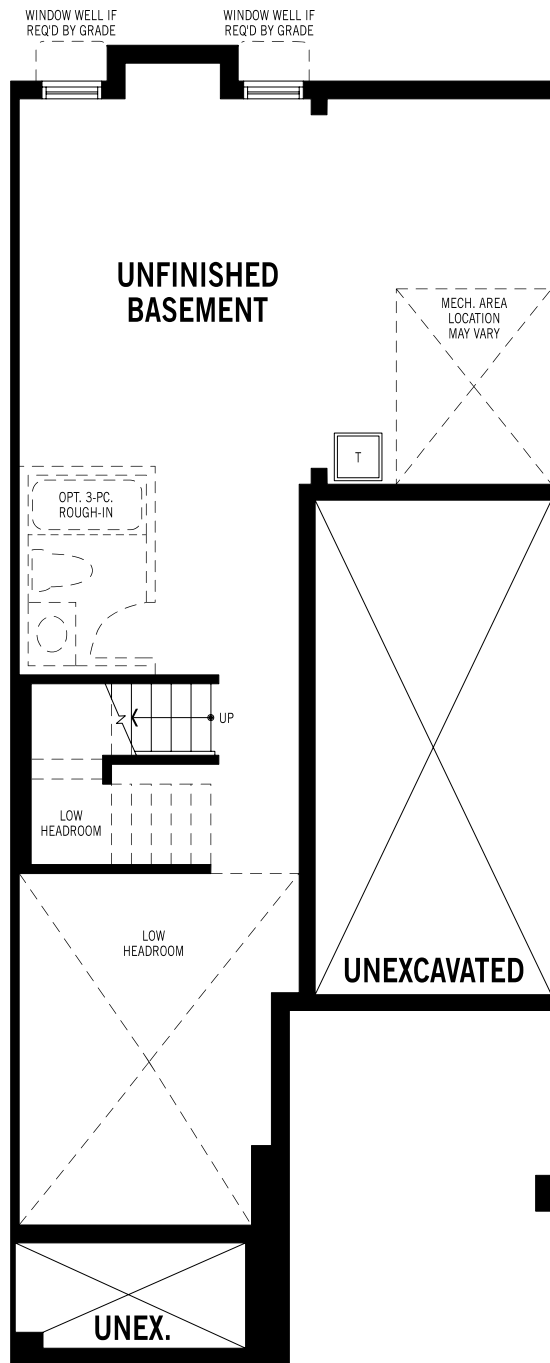 WINDOW WELL IF
REQ'D BY GRADE
WINDOW WELL IF
REQ'D BY GRADE
UNFINISHED
BASEMENT
MECH. AREA
LOCATION
MAY VARY
T
OPT. 3-PC.
ROUGH-IN
UP
LOW
HEADROOM
LOW
HEADROOM
UNEXCAVATED
UNEX.